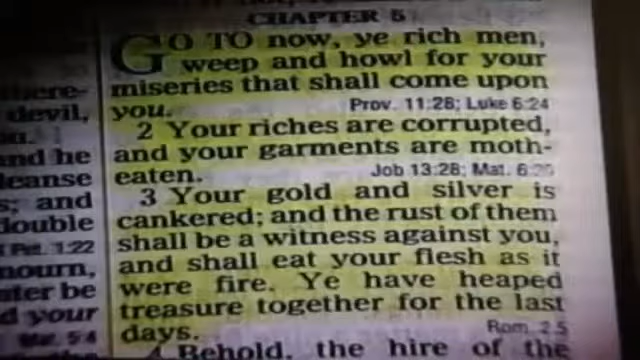 devil,
and he
cleanse
s; and
double
Pet. 1:22
mourn,
d your
CHAPTER 5
GO TO now, ye rich men,
weep and howl for your
miseries that shall come upon
you.
Prov. 11:28; Luke 6:24
2 Your riches are corrupted,
and your garments are moth-
eaten.
Job 13:28; Mat. 6:20
3 Your gold and silver is
cankered; and the rust of them
shall be a witness against you,
and shall eat your flesh as it
were fire. Ye have heaped
treasure together for the last
days.
Rom. 2:5
4 Behold, the hire of the